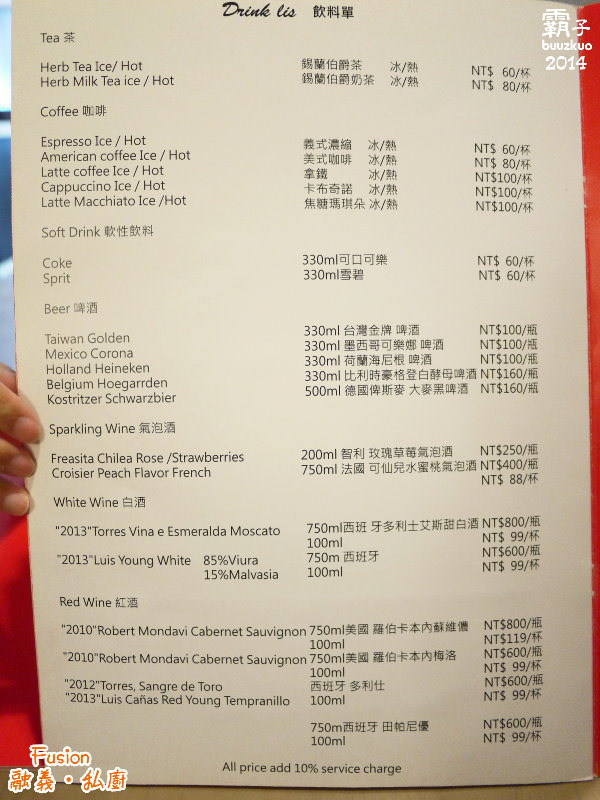 Drink lis 飲料單
霸子
buuzkuo
2014
Tea 茶
Herb Tea Ice/ Hot 錫蘭伯爵茶 冰/熱 NT$ 60/杯
Herb Milk Tea ice / Hot 錫蘭伯爵奶茶 冰/熱 NT$ 80/杯
Coffee 咖啡
Espresso Ice / Hot 義式濃縮 冰/熱 NT$ 60/杯
American coffee Ice / Hot 美式咖啡 冰/熱 NT$ 80/杯
Latte coffee Ice / Hot 拿鐵 冰/熱 NT$100/杯
Cappuccino Ice / Hot 卡布奇諾 冰/熱 NT$100/杯
Latte Macchiato Ice /Hot 焦糖瑪琪朵 冰/熱 NT$100/杯
Soft Drink 軟性飲料
Coke 330ml可口可樂 NT$ 60/杯
Sprit 330ml雪碧 NT$ 60/杯
Beer 啤酒
Taiwan Golden 330ml 台灣金牌 啤酒 NT$100/瓶
Mexico Corona 330ml 墨西哥可樂娜 啤酒 NT$100/瓶
Holland Heineken 330ml 荷蘭海尼根 啤酒 NT$100/瓶
Belgium Hoegarrden 330ml 比利時豪格登白酵母啤酒 NT$160/瓶
Kostritzer Schwarzbier 500ml 德國俾斯麥 大麥黑啤酒 NT$160/瓶
Sparkling Wine 氣泡酒
Freasita Chilea Rose /Strawberries 200ml 智利 玫瑰草莓氣泡酒 NT$250/瓶
Croisier Peach Flavor French 750ml 法國 可仙兒水蜜桃氣泡酒 NT$400/瓶
NT$ 88/杯
White Wine 白酒
"2013"Torres Vina e Esmeralda Moscato 750ml西班 牙多利士艾斯甜白酒 NT$800/瓶
100ml NT$ 99/杯
"2013"Luis Young White 85%Viura 750m 西班牙 NT$600/瓶
15%Malvasia 100ml NT$ 99/杯
Red Wine 紅酒
"2010"Robert Mondavi Cabernet Sauvignon 750ml美國 羅伯卡本內蘇維儂 NT$800/瓶
100ml NT$119/杯
"2010"Robert Mondavi Cabernet Sauvignon 750ml美國 羅伯卡本內梅洛 NT$600/瓶
100ml NT$ 99/杯
"2012"Torres, Sangre de Toro 西班牙 多利仕 NT$600/瓶
"2013"Luis Cañas Red Young Tempranillo 100ml NT$ 99/杯
750m西班牙 田帕尼優 NT$600/瓶
100ml NT$ 99/杯
All price add 10% service charge
Fusion
融義·私廚